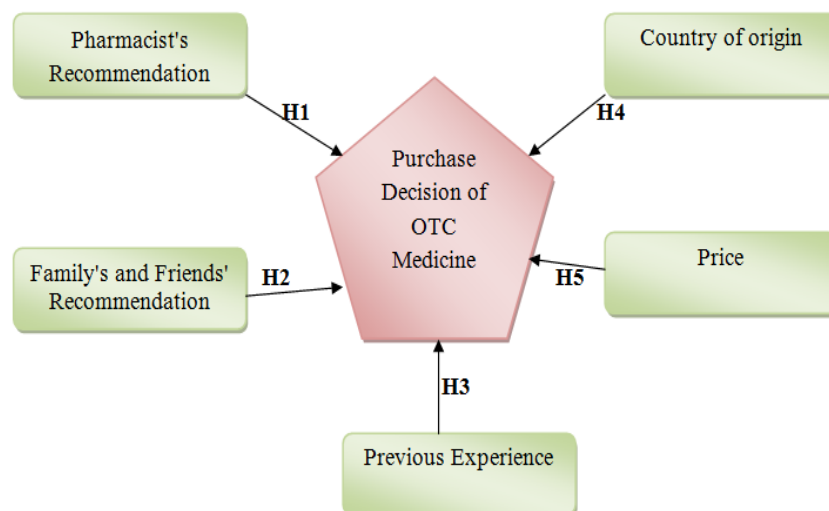 Pharmacist's
Recommendation
Country of origin
H1
H4
Purchase
Decision of
OTC
Medicine
Family's and Friends'
Recommendation
H2
Price
H5
H3
Previous Experience